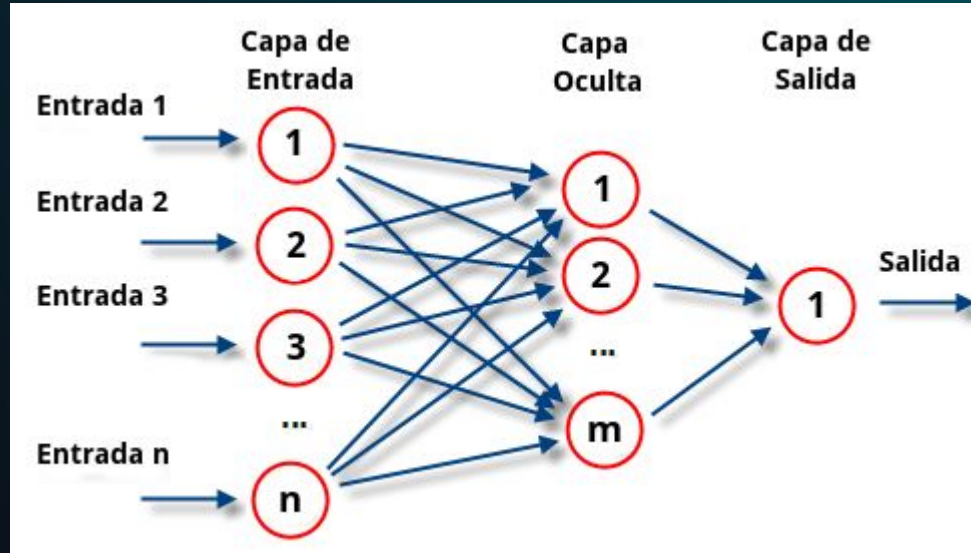 Capa de
Entrada
Capa
Oculta
Capa de
Salida
Entrada 1
1
Entrada 2
2
Entrada 3
3
...
Entrada n
n
1
2
...
m
1
Salida